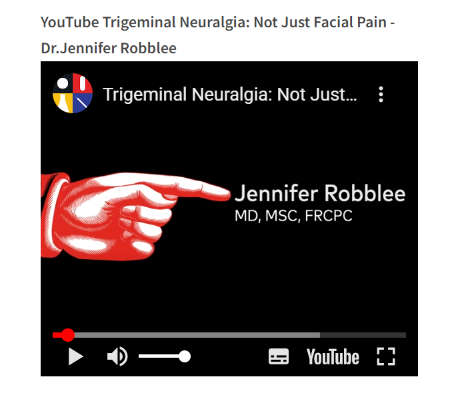 YouTube Trigeminal Neuralgia: Not Just Facial Pain -
Dr.Jennifer Robblee
Trigeminal Neuralgia: Not Just...
Jennifer Robblee
MD, MSC, FRCPC
YouTube